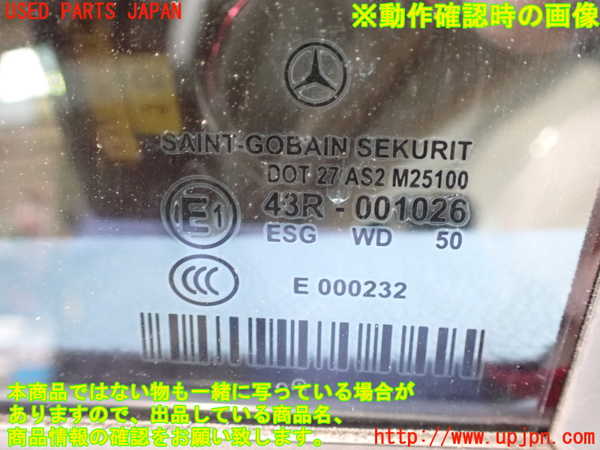 USED PARTS JAPAN
※動作確認時の画像
SAINT-GOBAIN SEKURIT
DOT 27 AS2 M25100
E1
43R - 001026
ESG WD 50
CCC
E 000232
本商品ではない物も一緒に写っている場合が
ありますので、出品している商品名、
商品情報の確認をお願い致します。
http://www.upjpn.com/